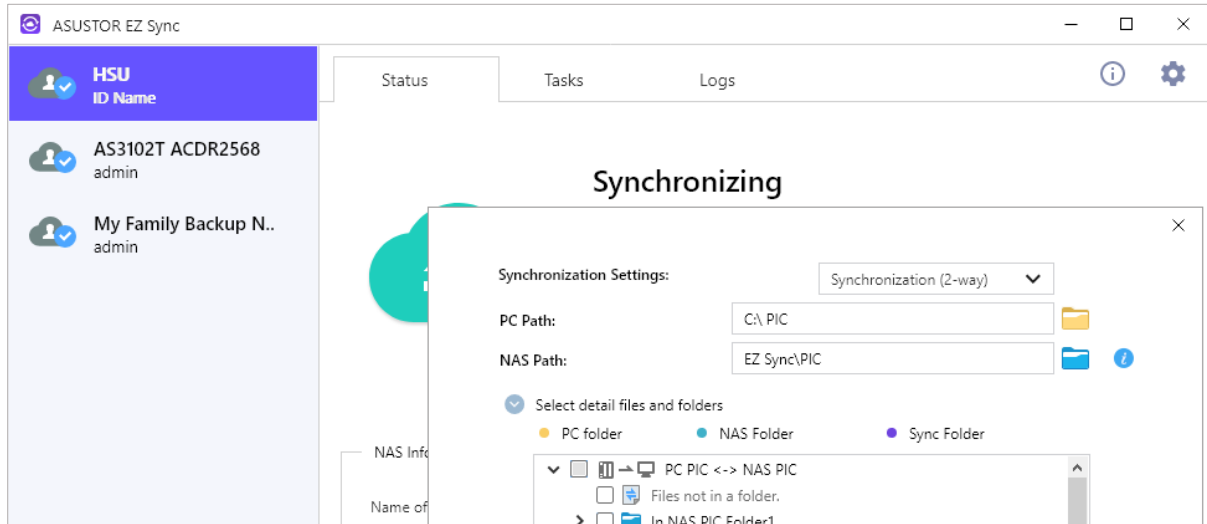 ASUSTOR EZ Sync
HSU
ID Name
AS3102T ACDR2568
admin
My Family Backup N..
admin
Status Tasks Logs
Synchronizing
Synchronization Settings: Synchronization (2-way)
PC Path: C:\ PIC
NAS Path: EZ Sync\PIC
Select detail files and folders
PC folder NAS Folder Sync Folder
NAS Info
PC PIC <-> NAS PIC
Name of
Files not in a folder.
In NAS PIC Folder1